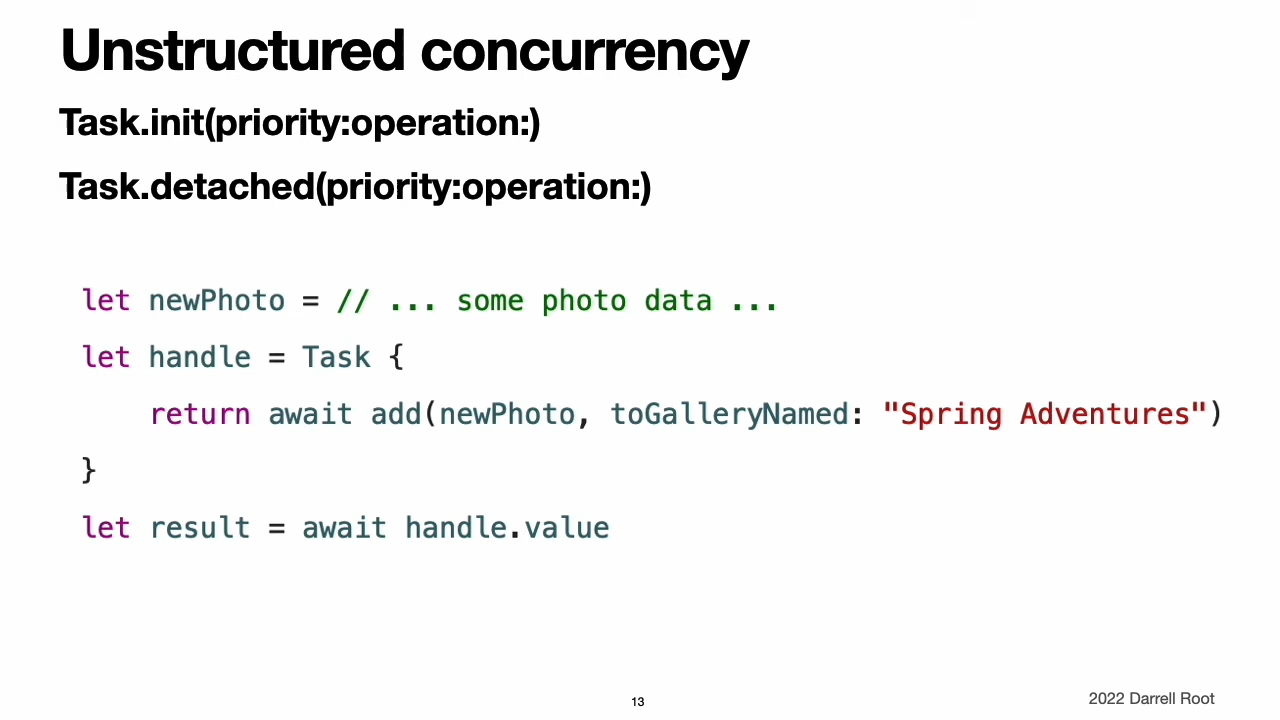 Unstructured concurrency
Task.init(priority:operation:)
Task.detached(priority:operation:)
let newPhoto = // ... some photo data ...
let handle = Task {
    return await add(newPhoto, toGalleryNamed: "Spring Adventures")
}
let result = await handle.value
13
2022 Darrell Root